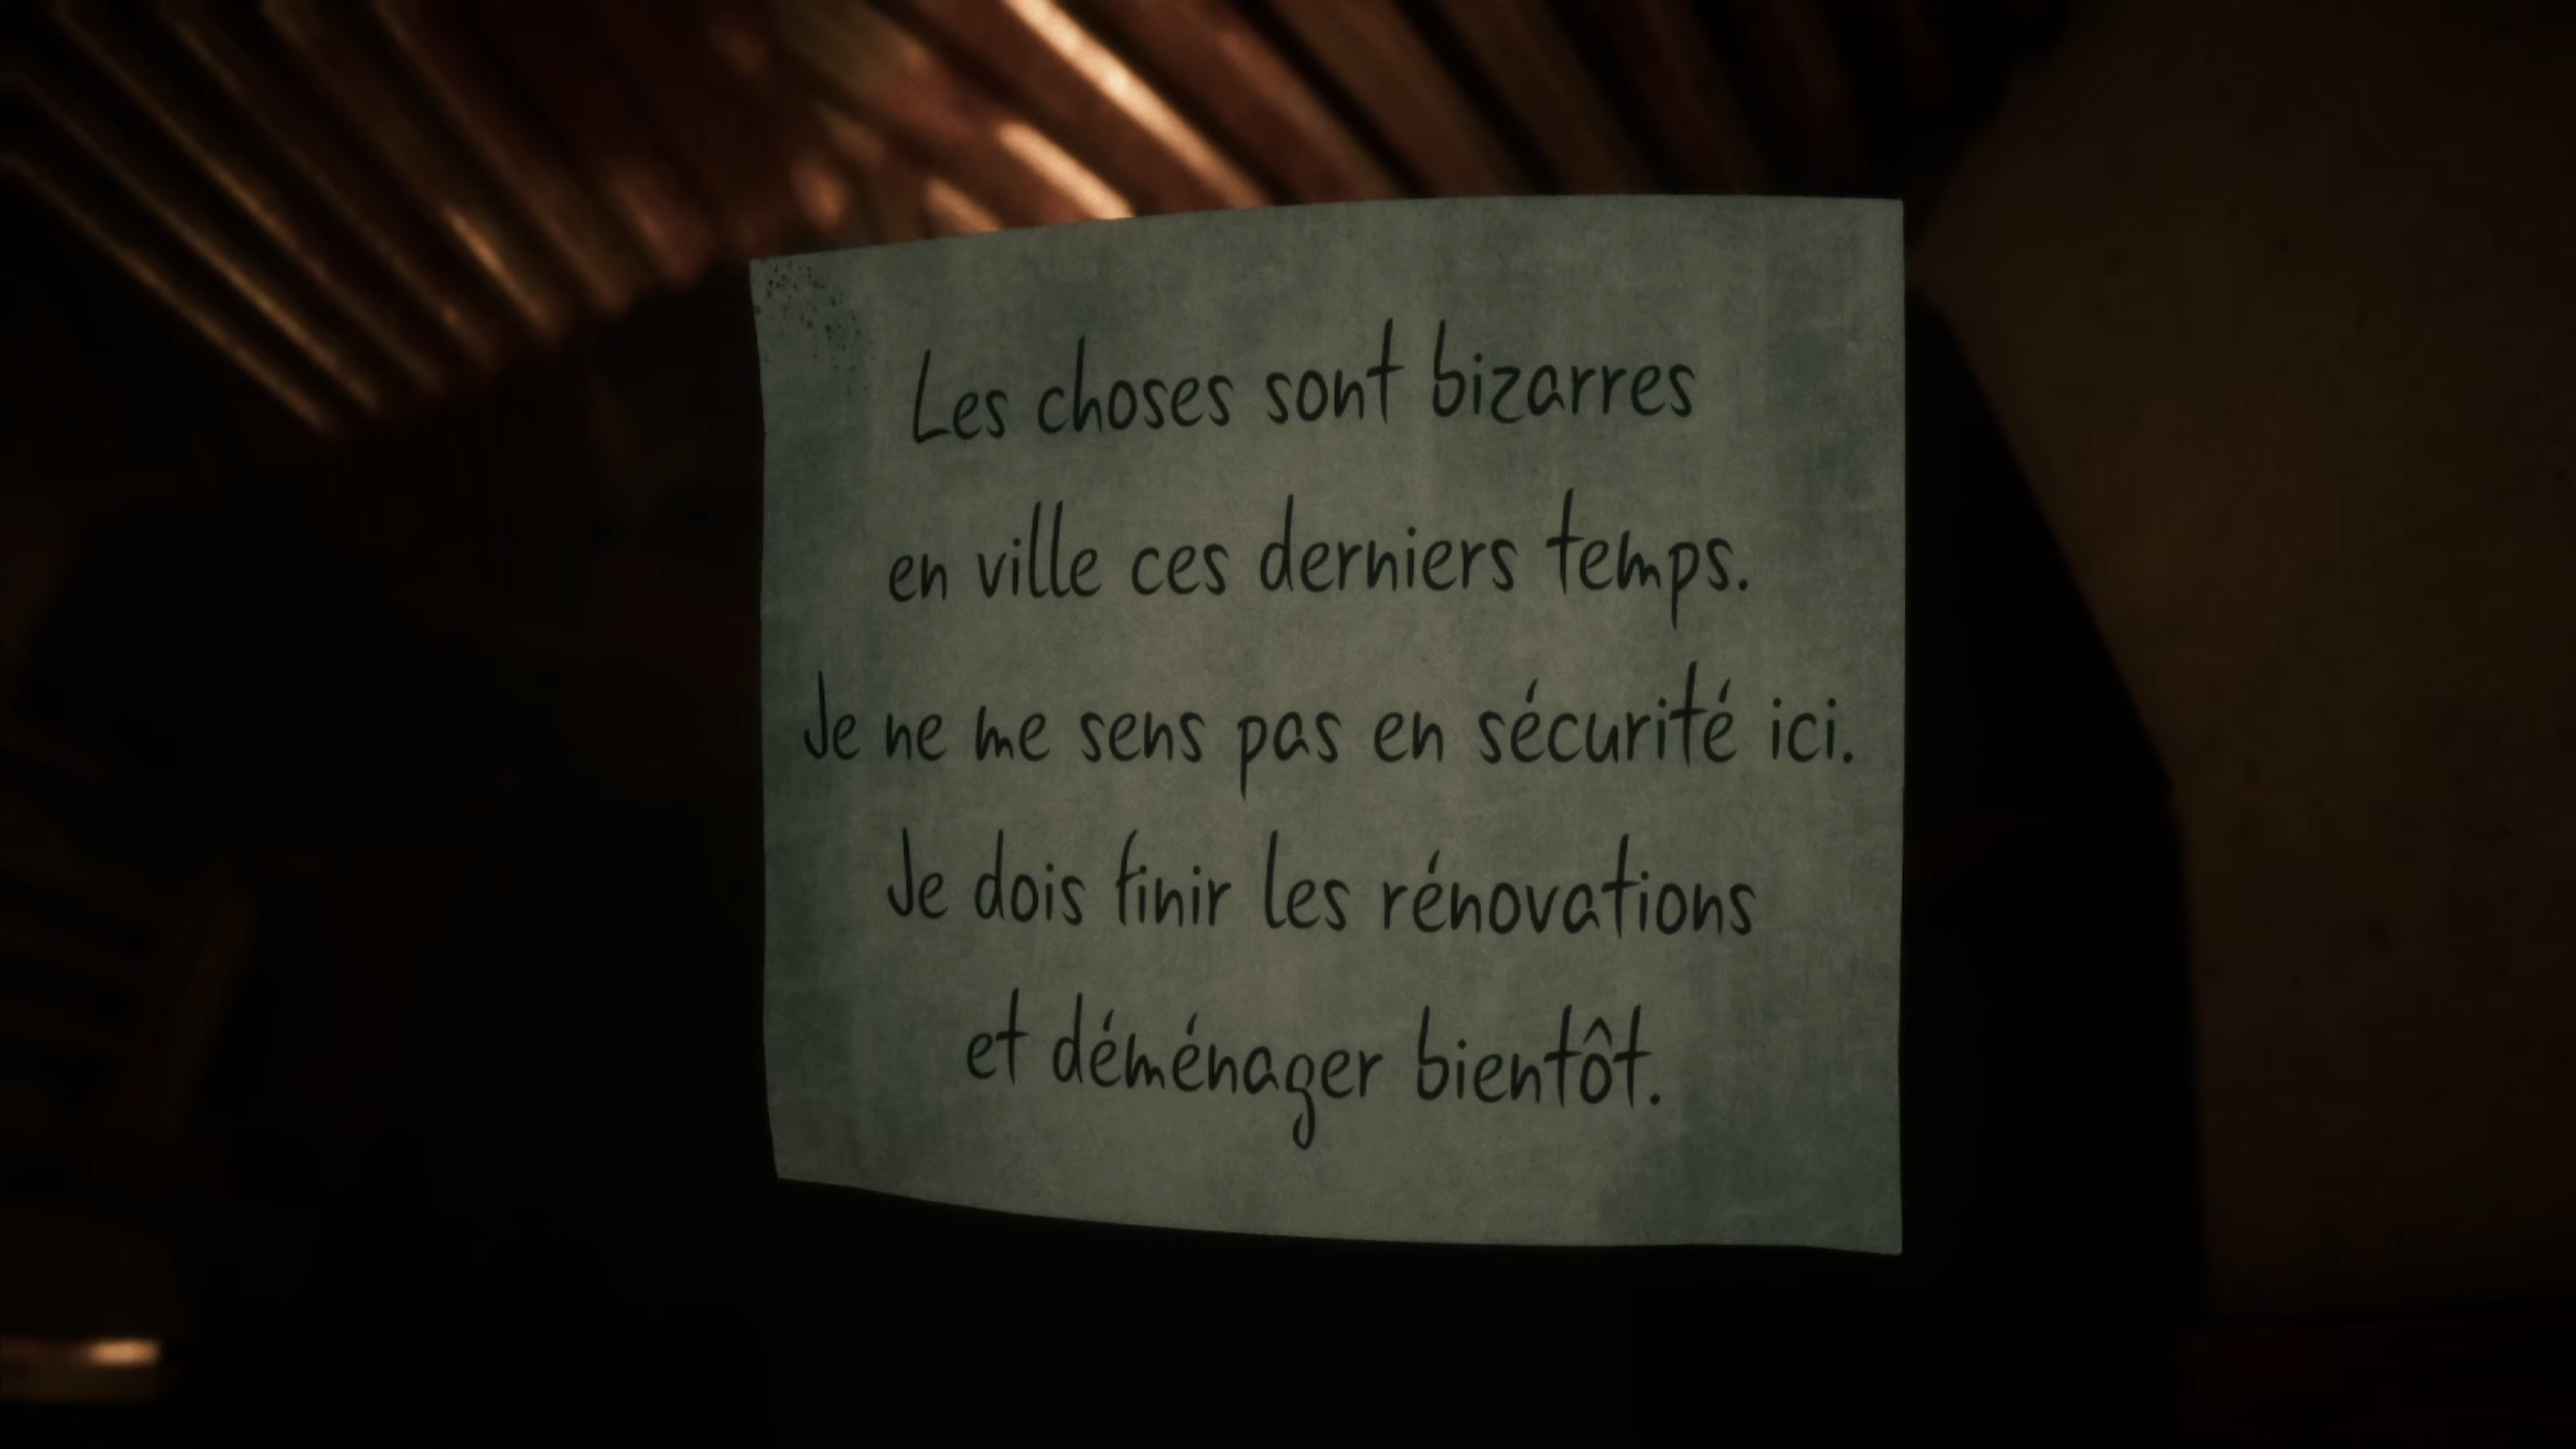 Les choses sont bizarres
en ville ces derniers temps.
Je ne me sens pas en sécurité ici.
Je dois finir les rénovations
et déménager bientôt.